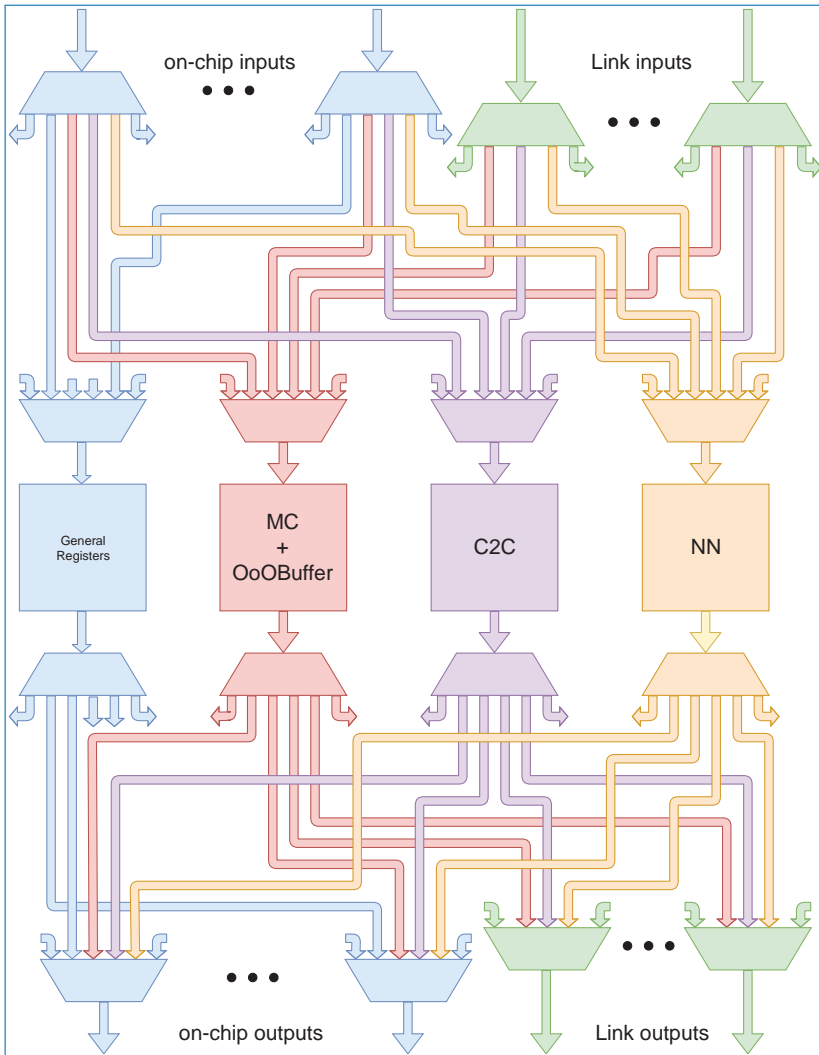 on-chip inputs
Link inputs
General
Registers
MC
+
OoOBuffer
C2C
NN
on-chip outputs
Link outputs